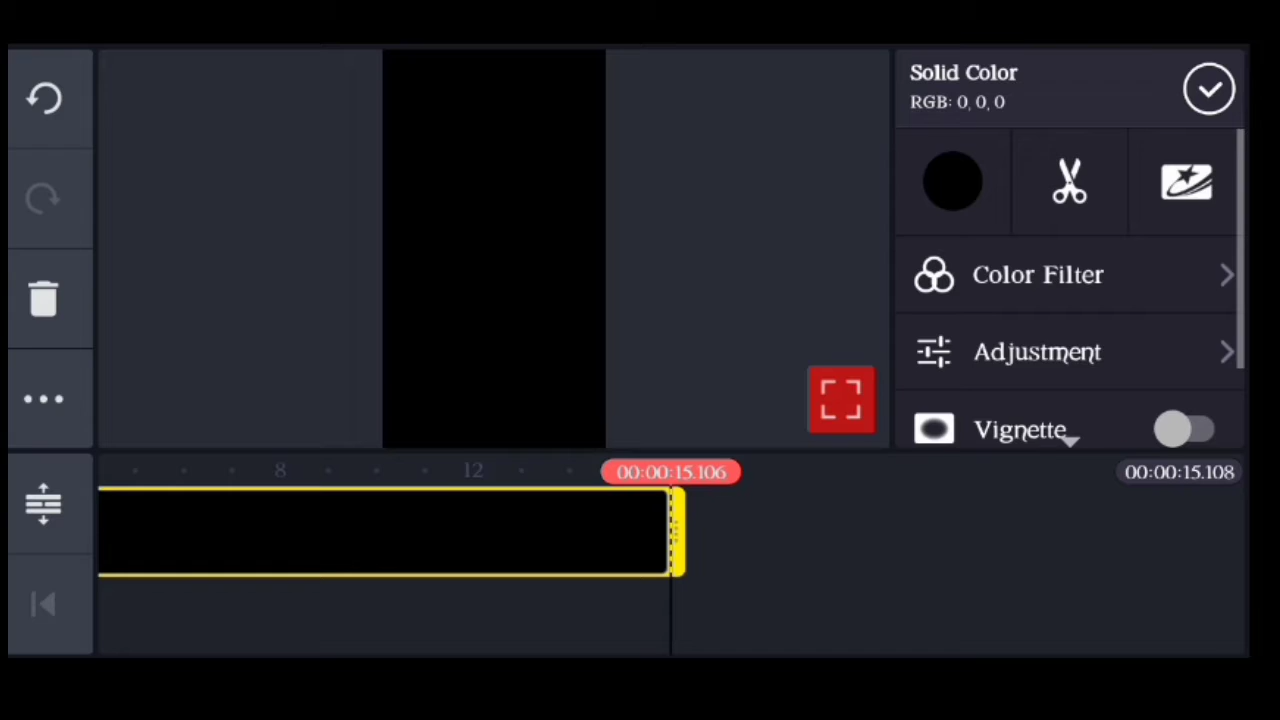 Solid Color
RGB: 0, 0, 0
Color Filter
Adjustment
Vignette
8
12
00:00:15.106
00:00:15.108